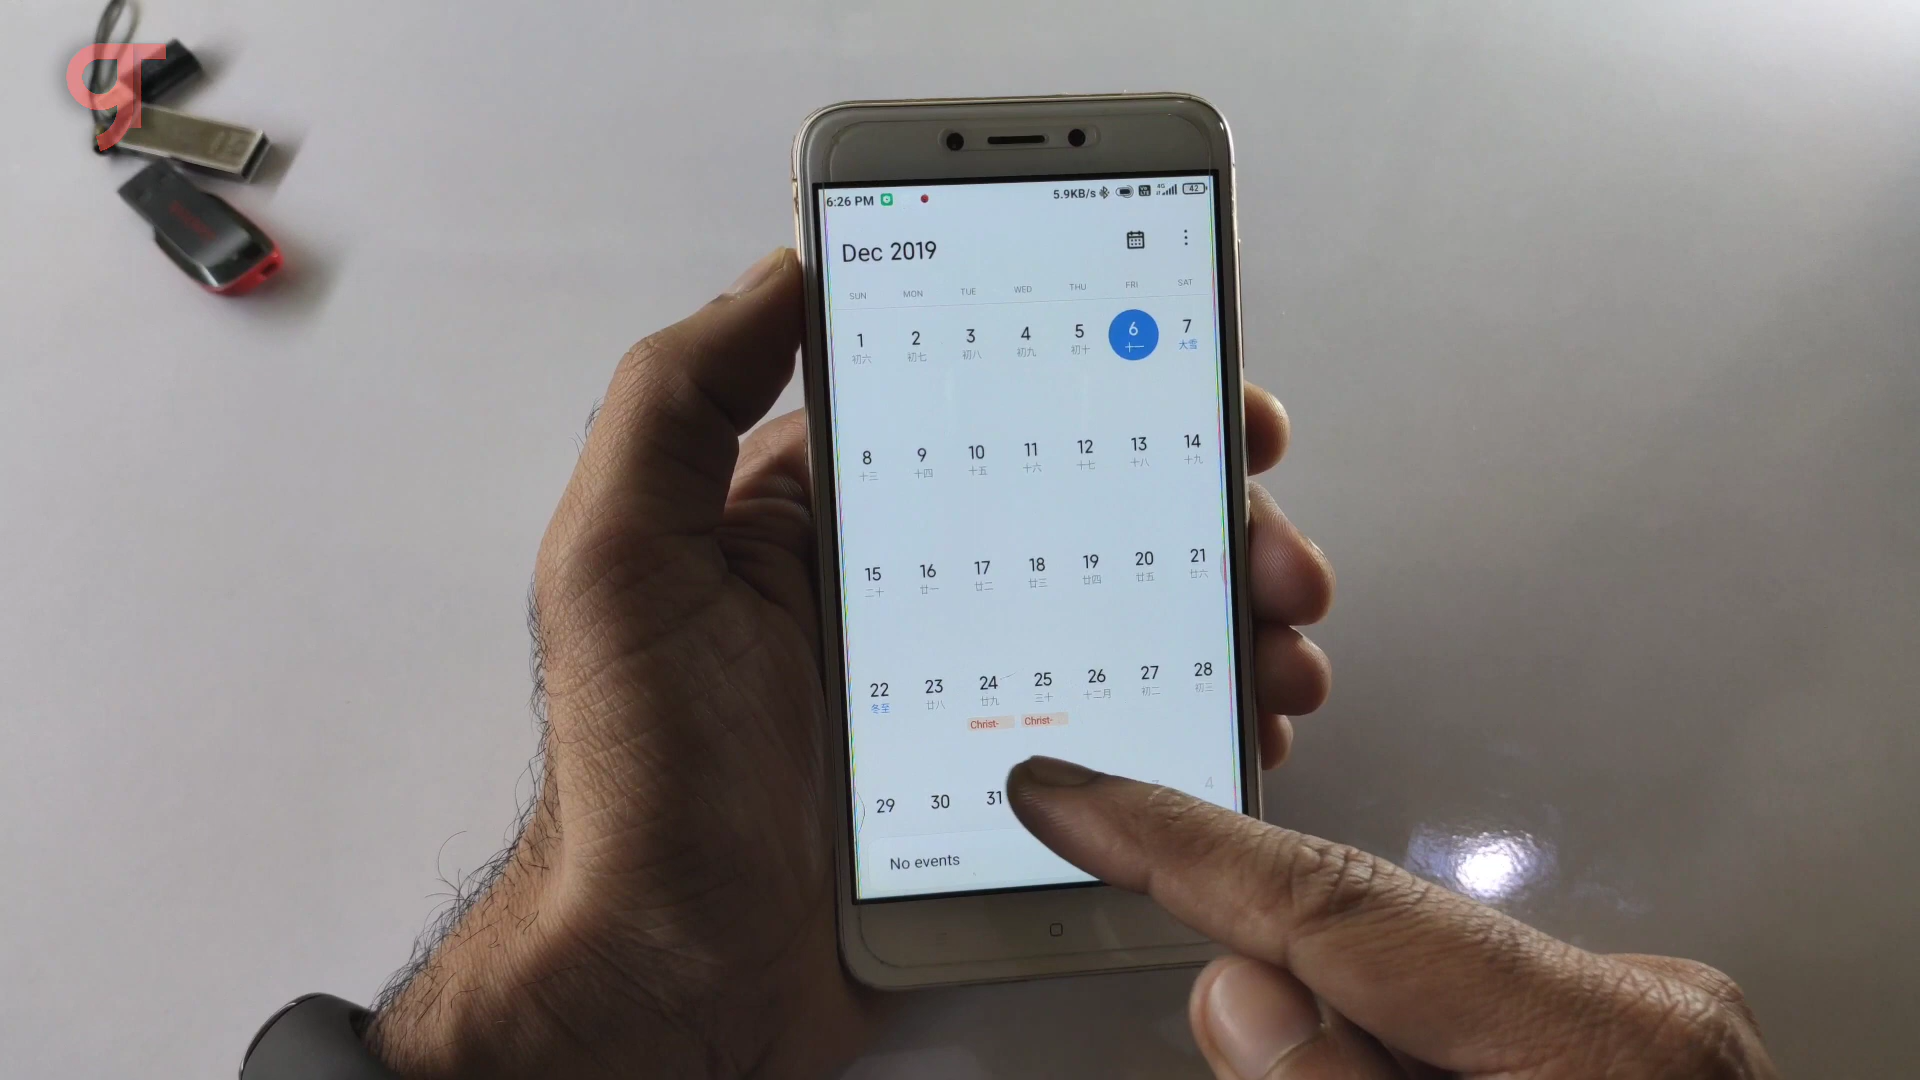 6:26 PM
5.9KB/s
42
Dec 2019
SUN MON TUE WED THU FRI SAT
1 2 3 4 5 6 7
初六 初七 初八 初九 初十 十一 大雪
8 9 10 11 12 13 14
十三 十四 十五 十六 十七 十八 十九
15 16 17 18 19 20 21
二十 廿一 廿二 廿三 廿四 廿五 廿六
22 23 24 25 26 27 28
冬至 廿八 廿九 三十 十二月 初二 初三
Christ- Christ-
29 30 31 4
No events